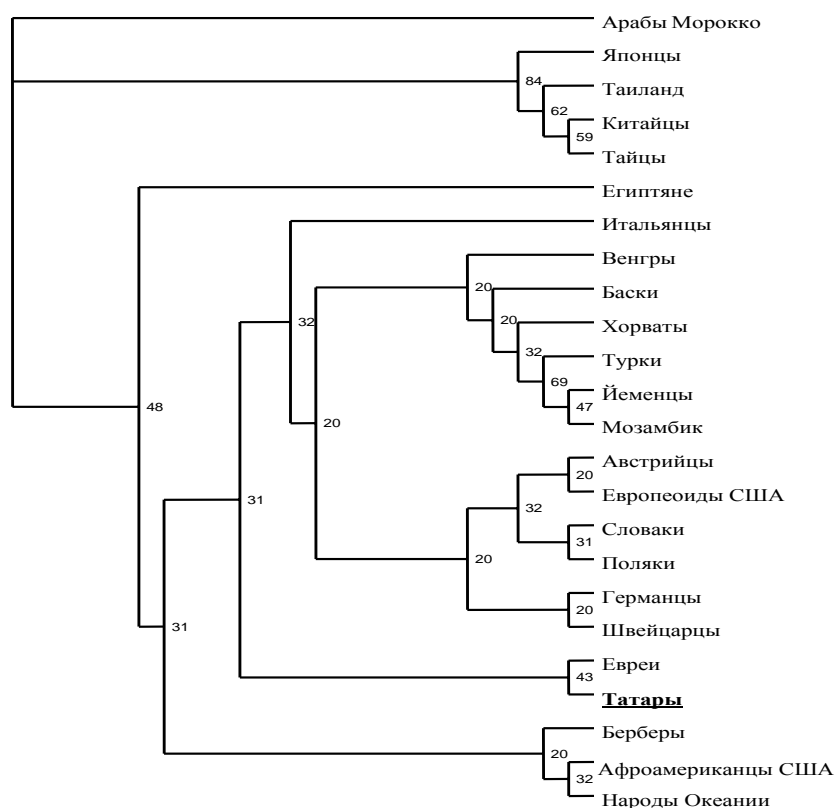 Арабы Морокко
Японцы
84
Таиланд
62
Китайцы
59
Тайцы
Египтяне
Итальянцы
Венгры
20
Баски
32
20
Хорваты
32
Турки
69
Йеменцы
48
47
20
Мозамбик
Австрийцы
20
Европеоиды США
31
32
Словаки
31
20
Поляки
Германцы
20
31
Швейцарцы
Евреи
43
Татары
Берберы
20
Афроамериканцы США
32
Народы Океании